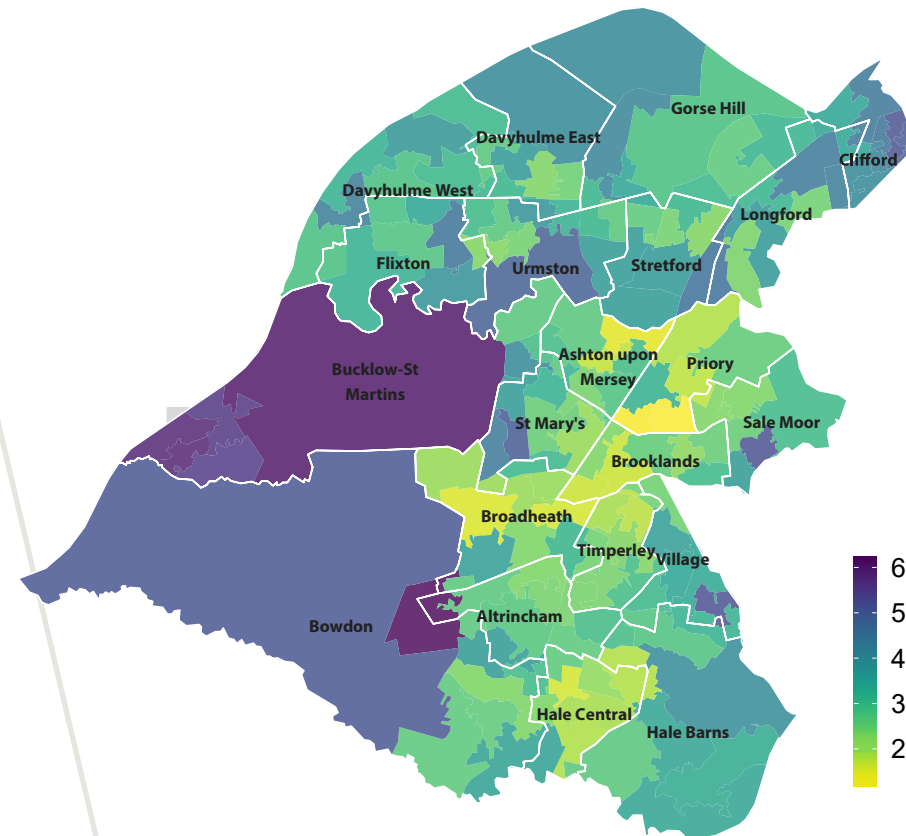 Gorse Hill
Davyhulme East
Clifford
Davyhulme West
Longford
Flixton
Urmston
Stretford
Ashton upon
Mersey
Priory
Bucklow-St
Martins
St Mary's
Sale Moor
Brooklands
Broadheath
Timperley
Village
Altrincham
Bowdon
Hale Central
Hale Barns
6
5
4
3
2